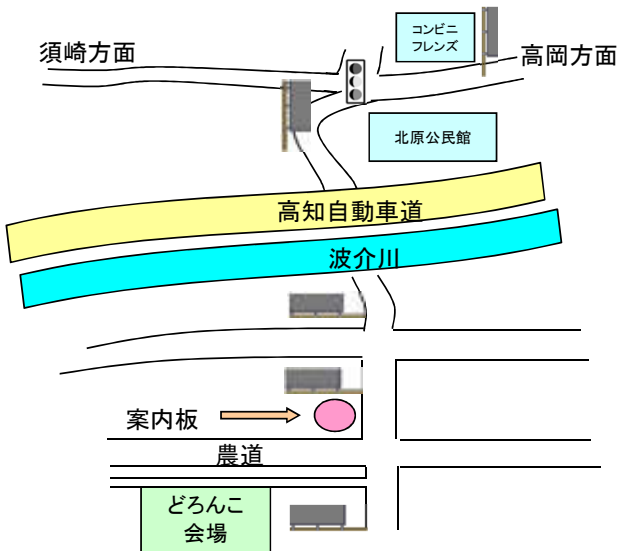 コンビニ
フレンズ
須崎方面
高岡方面
北原公民館
高知自動車道
波介川
案内板
農道
どろんこ
会場